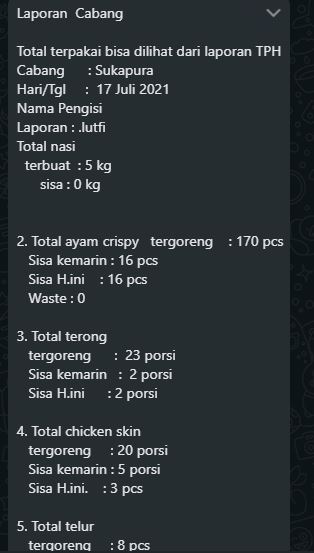 Laporan Cabang
Total terpakai bisa dilihat dari laporan TPH
Cabang : Sukapura
Hari/Tgl : 17 Juli 2021
Nama Pengisi
Laporan : .lutfi
Total nasi
terbuat : 5 kg
sisa : 0 kg
2. Total ayam crispy tergoreng : 170 pcs
Sisa kemarin : 16 pcs
Sisa H.ini : 16 pcs
Waste : 0
3. Total terong
tergoreng : 23 porsi
Sisa kemarin : 2 porsi
Sisa H.ini : 2 porsi
4. Total chicken skin
tergoreng : 20 porsi
Sisa kemarin : 5 porsi
Sisa H.ini. : 3 pcs
5. Total telur
tergoreng : 8 pcs